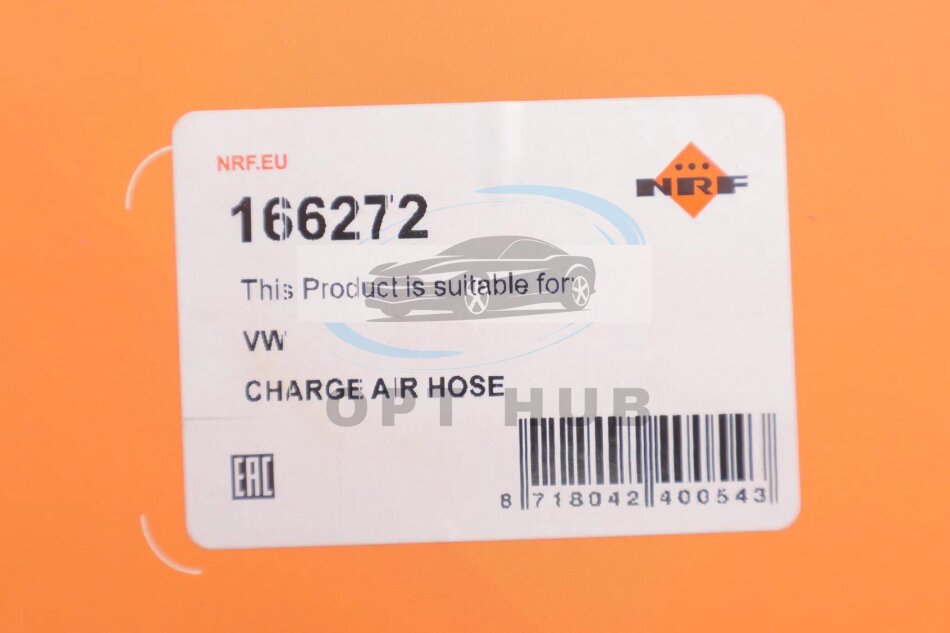 NRF.EU
NRF
166272
This Product is suitable for:
VW
CHARGE AIR HOSE
OPT HUB
EAC
8 718042 400543